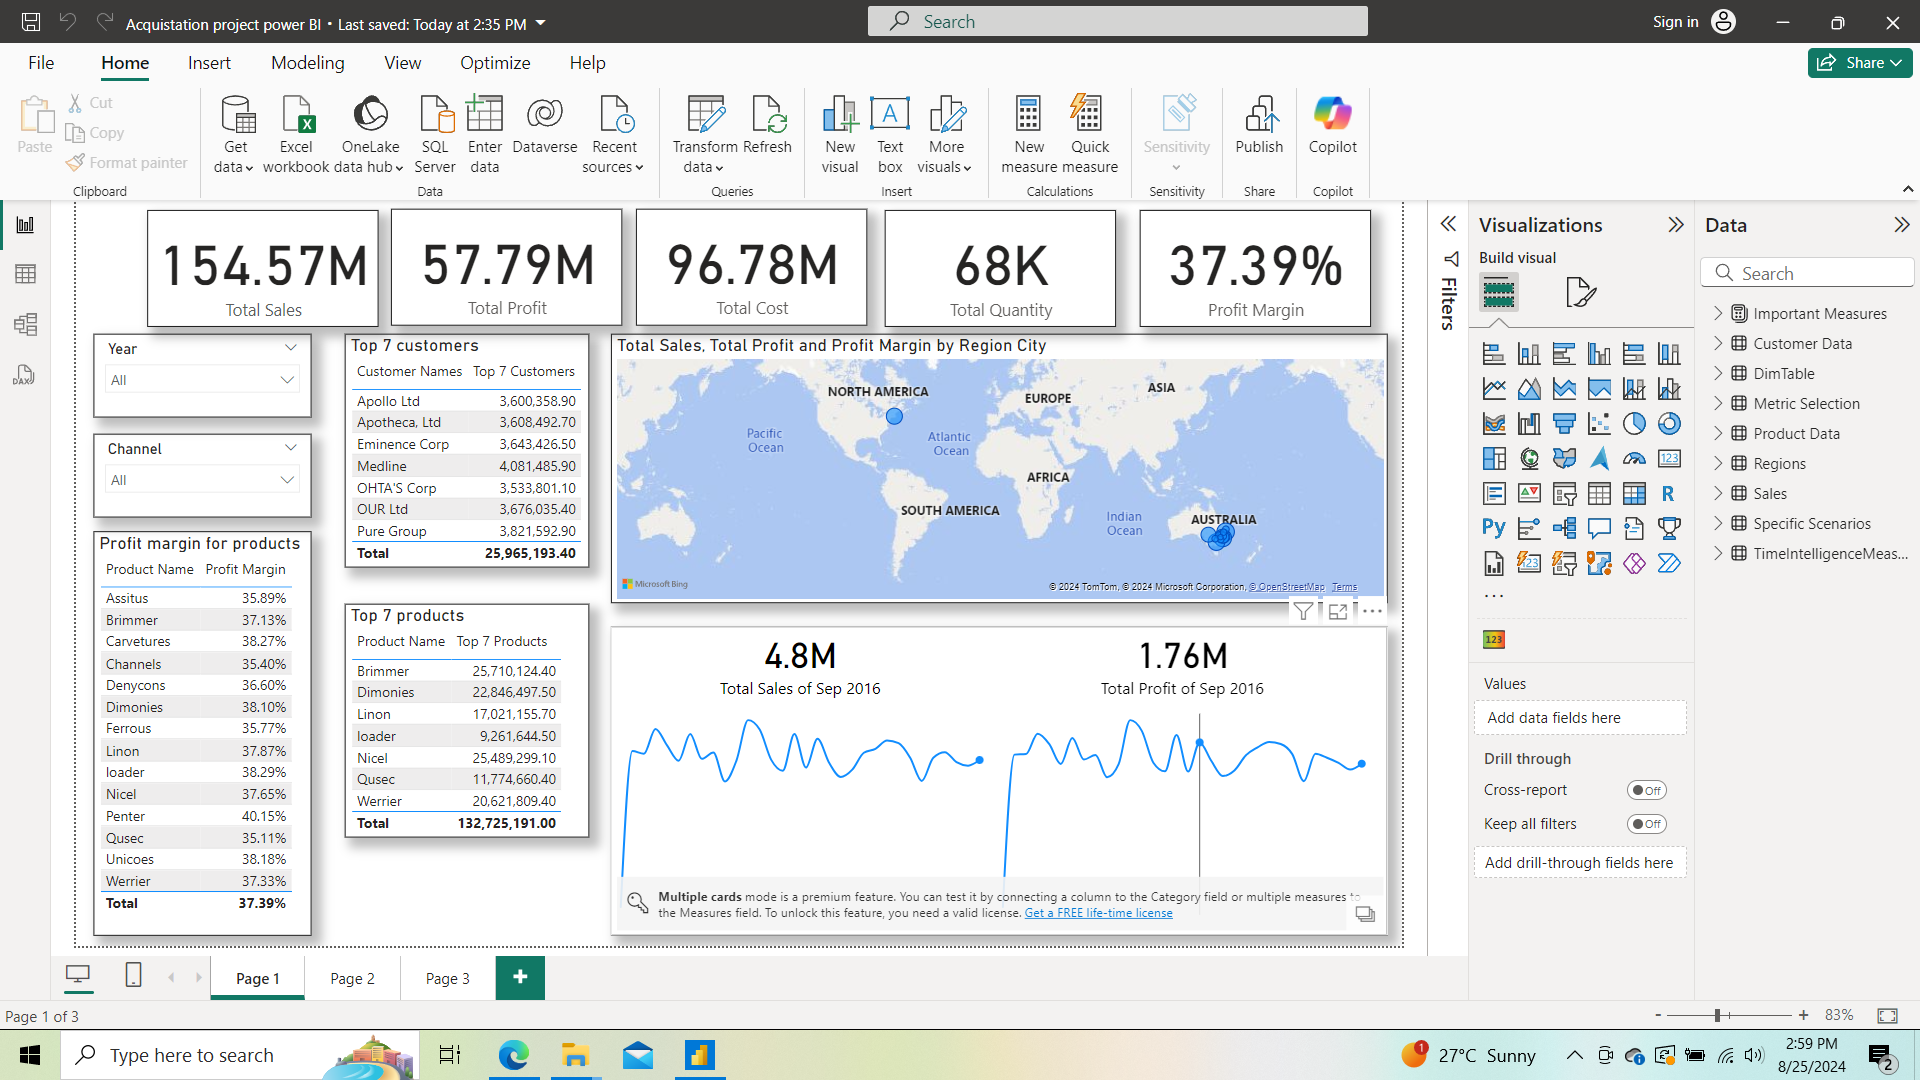 Acquistation project power BI • Last saved: Today at 2:35 PM
Search
Sign in
File
Home
Insert
Modeling
View
Optimize
Help
Share
Paste
Cut
Copy
Format painter
Clipboard
Get data
Excel workbook
OneLake data hub
SQL Server
Enter data
Dataverse
Recent sources
Data
Transform data
Refresh
Queries
New visual
Text box
More visuals
Insert
New measure
Quick measure
Calculations
Sensitivity
Sensitivity
Publish
Share
Copilot
Copilot
154.57M
Total Sales
57.79M
Total Profit
96.78M
Total Cost
68K
Total Quantity
37.39%
Profit Margin
Year
All
Channel
All
Profit margin for products
Product Name Profit Margin
Assitus 35.89%
Brimmer 37.13%
Carvetures 38.27%
Channels 35.40%
Denycons 36.60%
Dimonies 38.10%
Ferrous 35.77%
Linon 37.87%
loader 38.29%
Nicel 37.65%
Penter 40.15%
Qusec 35.11%
Unicoes 38.18%
Werrier 37.33%
Total 37.39%
Top 7 customers
Customer Names Top 7 Customers
Apollo Ltd 3,600,358.90
Apotheca, Ltd 3,608,492.70
Eminence Corp 3,643,426.50
Medline 4,081,485.90
OHTA'S Corp 3,533,801.10
OUR Ltd 3,676,035.40
Pure Group 3,821,592.90
Total 25,965,193.40
Top 7 products
Product Name Top 7 Products
Brimmer 25,710,124.40
Dimonies 22,846,497.50
Linon 17,021,155.70
loader 9,261,644.50
Nicel 25,489,299.10
Qusec 11,774,660.40
Werrier 20,621,809.40
Total 132,725,191.00
Total Sales, Total Profit and Profit Margin by Region City
NORTH AMERICA
EUROPE
ASIA
Pacific
Ocean
Atlantic
Ocean
AFRICA
SOUTH AMERICA
Indian
Ocean
AUSTRALIA
Microsoft Bing
© 2024 TomTom, © 2024 Microsoft Corporation, © OpenStreetMap Terms
4.8M
Total Sales of Sep 2016
1.76M
Total Profit of Sep 2016
Multiple cards mode is a premium feature. You can test it by connecting a column to the Category field or multiple measures to
the Measures field. To unlock this feature, you need a valid license. Get a FREE life-time license
Filters
Visualizations
Build visual
123
R
Py
123
123
Values
Add data fields here
Drill through
Cross-report
Off
Keep all filters
Off
Add drill-through fields here
Data
Search
Important Measures
Customer Data
DimTable
Metric Selection
Product Data
Regions
Sales
Specific Scenarios
TimeIntelligenceMeas...
DAX
Page 1
Page 2
Page 3
+
Page 1 of 3
- + 83%
Type here to search
1
27°C Sunny
2:59 PM
8/25/2024
2